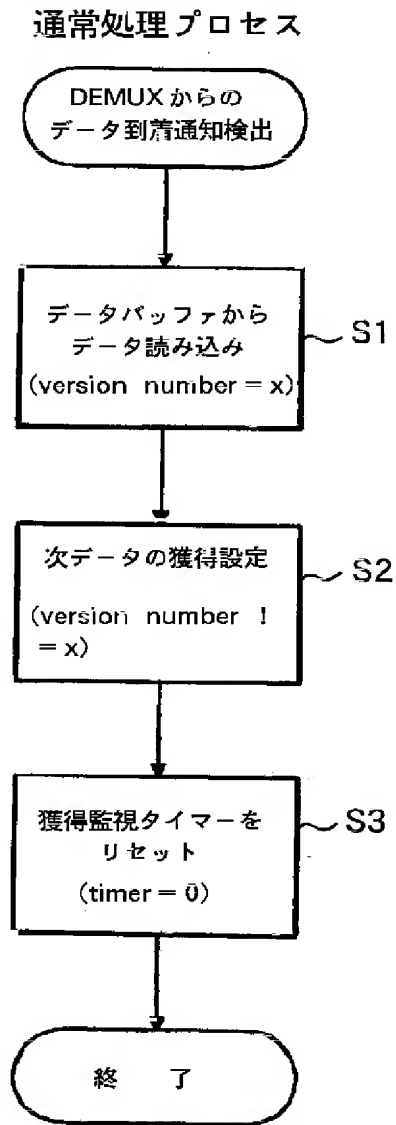 通常処理プロセス
DEMUXからの
データ到着通知検出
データバッファから
データ読み込み
(version number = x)
S1
次データの獲得設定
(version number !
= x)
S2
獲得監視タイマーを
リセット
(timer = 0)
S3
終 了